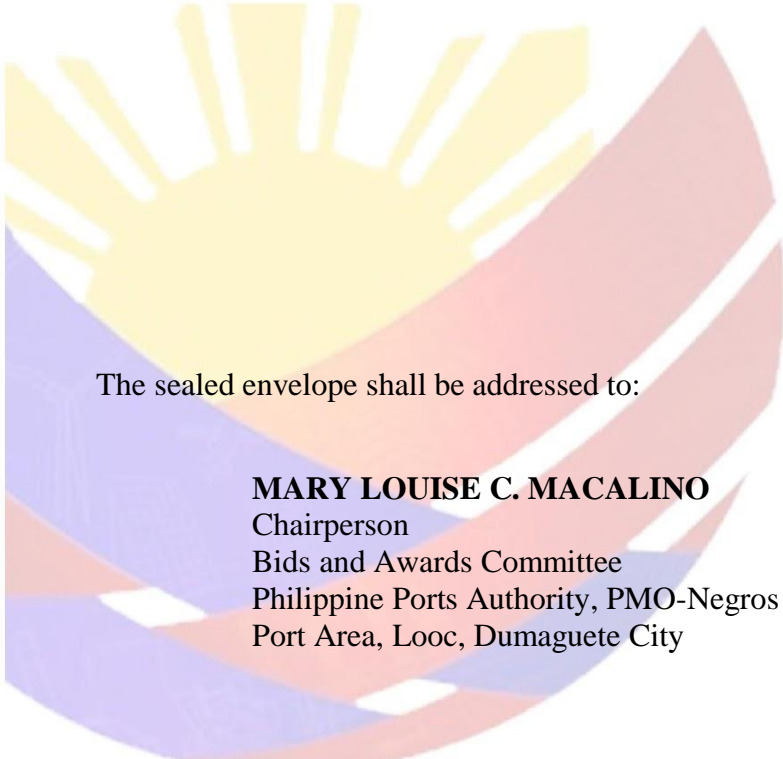 The sealed envelope shall be addressed to:
MARY LOUISE C. MACALINO
Chairperson
Bids and Awards Committee
Philippine Ports Authority, PMO-Negros
Port Area, Looc, Dumaguete City